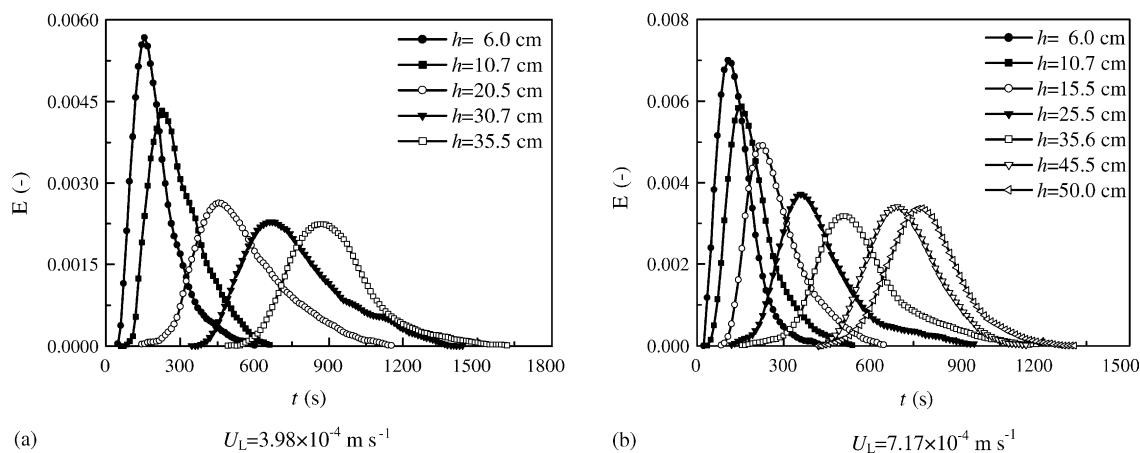 0.0060
0.0045
0.0030
0.0015
0.0000
E (-)
h= 6.0 cm
h=10.7 cm
h=20.5 cm
h=30.7 cm
h=35.5 cm
0 300 600 900 1200 1500 1800
t (s)
(a) U_L=3.98×10⁻⁴ m s⁻¹
0.008
0.006
0.004
0.002
0.000
E (-)
h= 6.0 cm
h=10.7 cm
h=15.5 cm
h=25.5 cm
h=35.6 cm
h=45.5 cm
h=50.0 cm
0 300 600 900 1200 1500
t (s)
(b) U_L=7.17×10⁻⁴ m s⁻¹